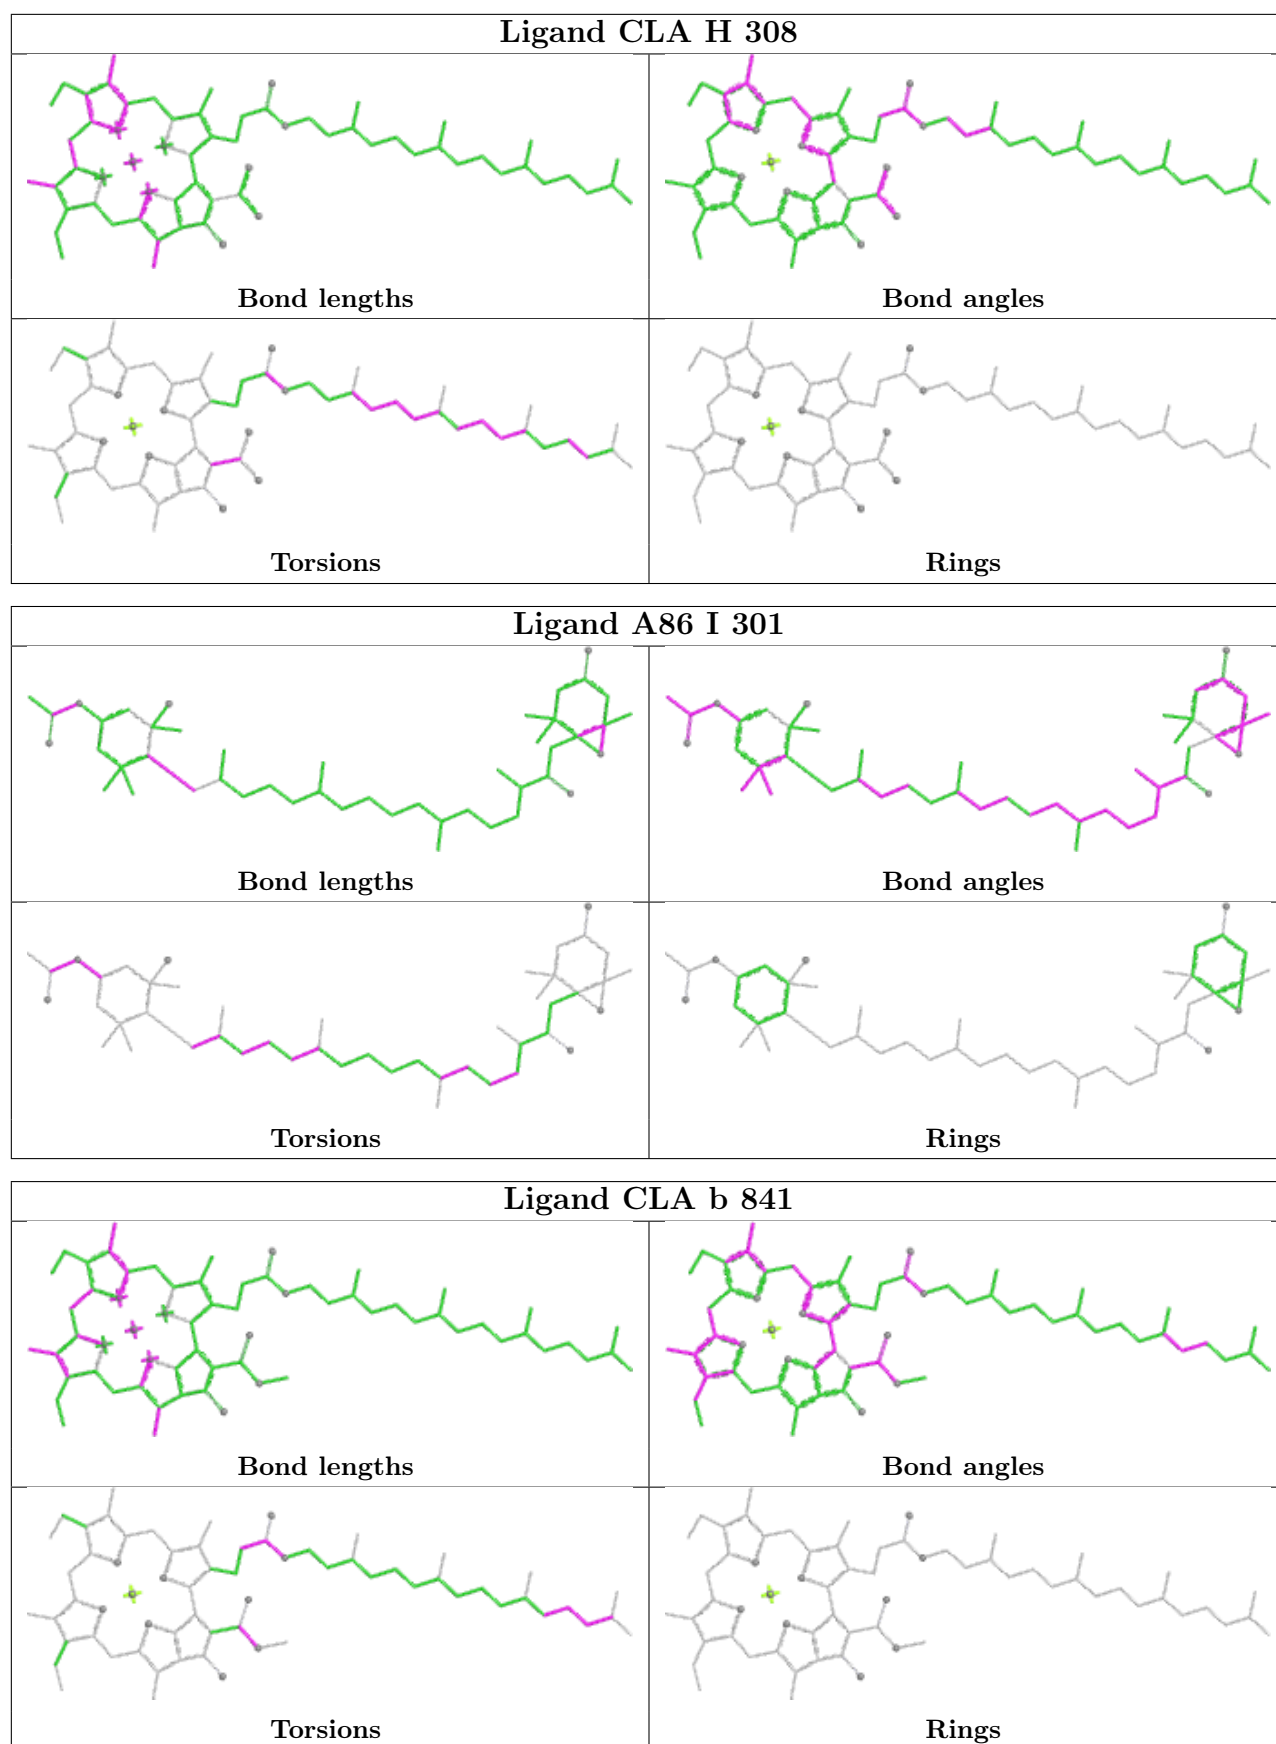 Ligand CLA H 308
Bond lengths
Bond angles
Torsions
Rings
Ligand A86 I 301
Bond lengths
Bond angles
Torsions
Rings
Ligand CLA b 841
Bond lengths
Bond angles
Torsions
Rings